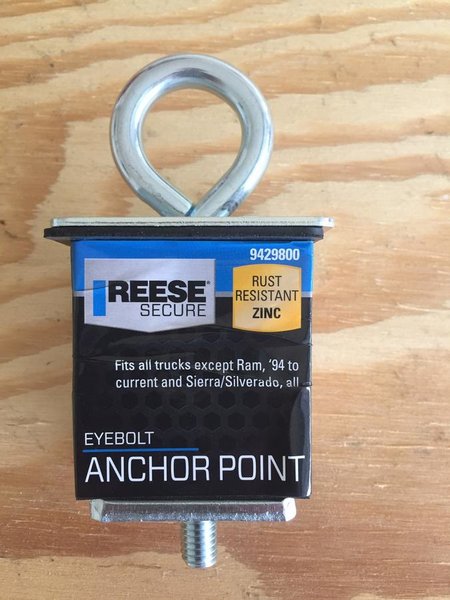 9429800
REESE®
SECURE
RUST
RESISTANT
ZINC
Fits all trucks except Ram, '94 to
current and Sierra/Silverado, all
EYEBOLT
ANCHOR POINT